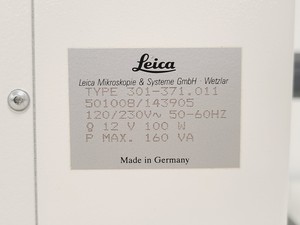 Leica
Leica Mikroskopie & Systeme GmbH · Wetzlar
TYPE 301-371.011
501008/143905
120/230V~ 50-60HZ
Ϙ 12 V 100 W
P MAX. 160 VA
Made in Germany